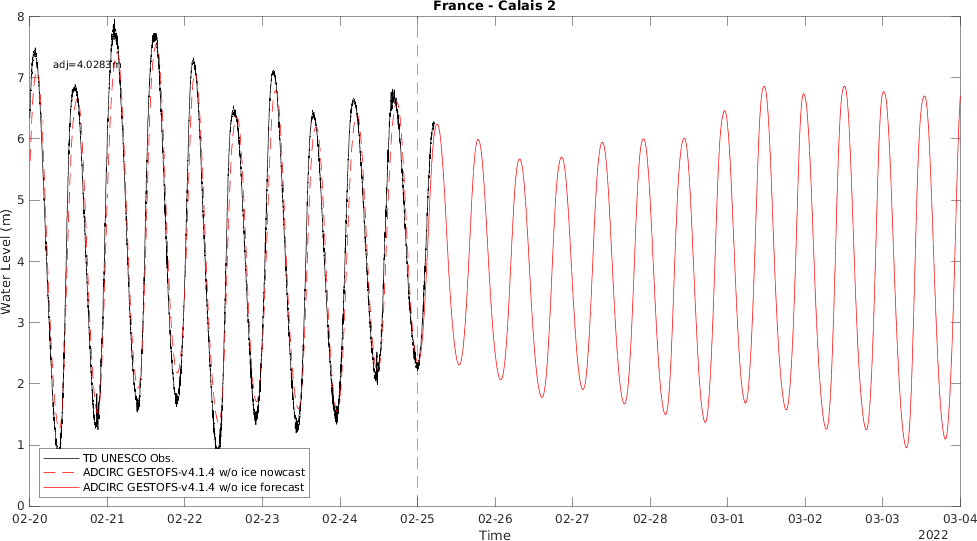 France - Calais 2
8
adj=4.0283m
7
6
5
4
3
2
1
0
Water Level (m)
TD UNESCO Obs.
ADCIRC GESTOFS-v4.1.4 w/o ice nowcast
ADCIRC GESTOFS-v4.1.4 w/o ice forecast
02-20 02-21 02-22 02-23 02-24 02-25 02-26 02-27 02-28 03-01 03-02 03-03 03-04
Time
2022